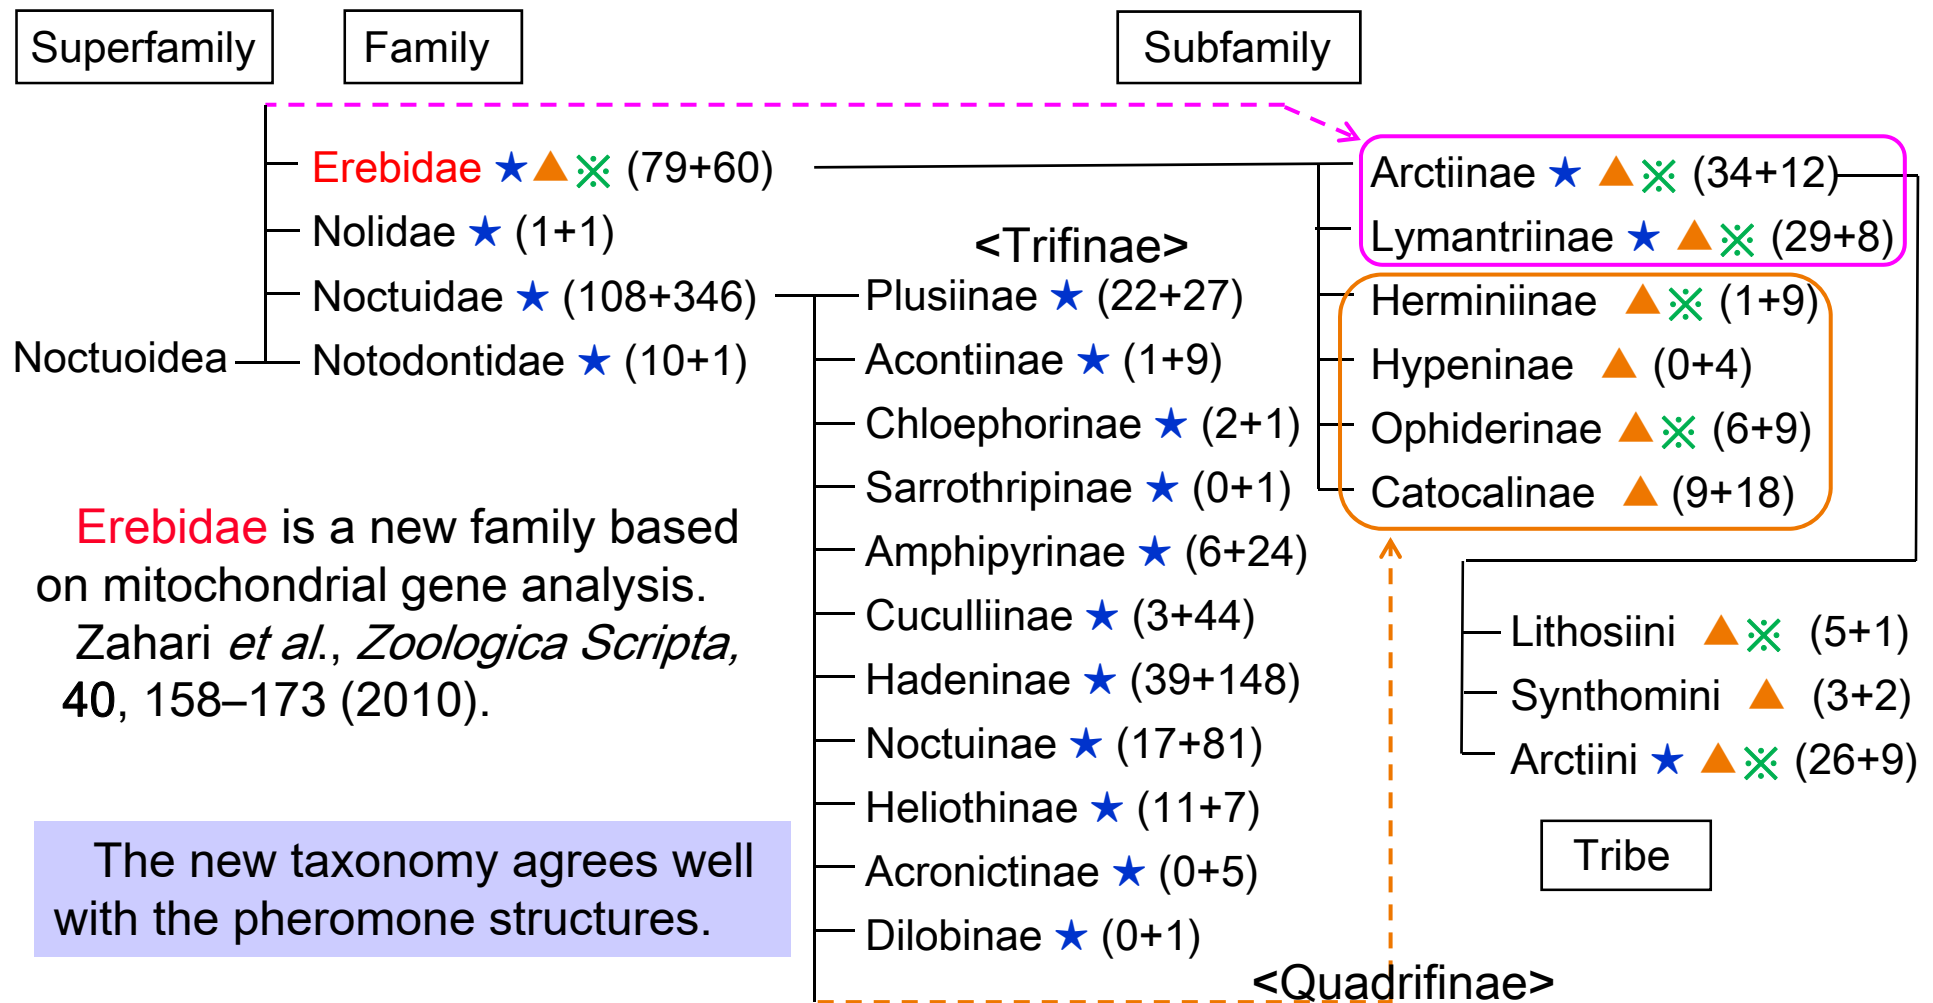 Superfamily
Family
Subfamily
Erebidae ★▲※ (79+60)
Nolidae ★ (1+1)
Noctuidae ★ (108+346)
Noctuoidea
Notodontidae ★ (10+1)
<Trifinae>
Plusiinae ★ (22+27)
Acontiinae ★ (1+9)
Chloephorinae ★ (2+1)
Sarrothripinae ★ (0+1)
Amphipyrinae ★ (6+24)
Cuculliinae ★ (3+44)
Hadeninae ★ (39+148)
Noctuinae ★ (17+81)
Heliothinae ★ (11+7)
Acronictinae ★ (0+5)
Dilobinae ★ (0+1)
<Quadrifinae>
Arctiinae ★ ▲※ (34+12)
Lymantriinae ★ ▲※ (29+8)
Herminiinae ▲※ (1+9)
Hypeninae ▲ (0+4)
Ophiderinae ▲※ (6+9)
Catocalinae ▲ (9+18)
Lithosiini ▲※ (5+1)
Synthomini ▲ (3+2)
Arctiini ★ ▲※ (26+9)
Tribe
Erebidae is a new family based
on mitochondrial gene analysis.
Zahari et al., Zoologica Scripta,
40, 158–173 (2010).
The new taxonomy agrees well
with the pheromone structures.